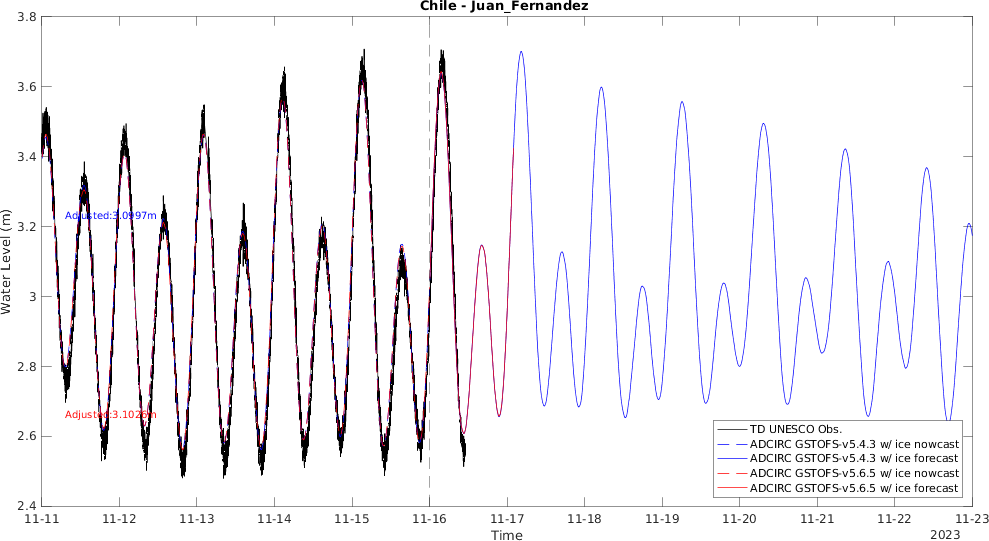 Chile - Juan_Fernandez
3.8
3.6
3.4
3.2
3
2.8
2.6
2.4
Water Level (m)
Adjusted:3.0997m
Adjusted:3.1026m
TD UNESCO Obs.
ADCIRC GSTOFS-v5.4.3 w/ ice nowcast
ADCIRC GSTOFS-v5.4.3 w/ ice forecast
ADCIRC GSTOFS-v5.6.5 w/ ice nowcast
ADCIRC GSTOFS-v5.6.5 w/ ice forecast
11-11 11-12 11-13 11-14 11-15 11-16 11-17 11-18 11-19 11-20 11-21 11-22 11-23
Time
2023